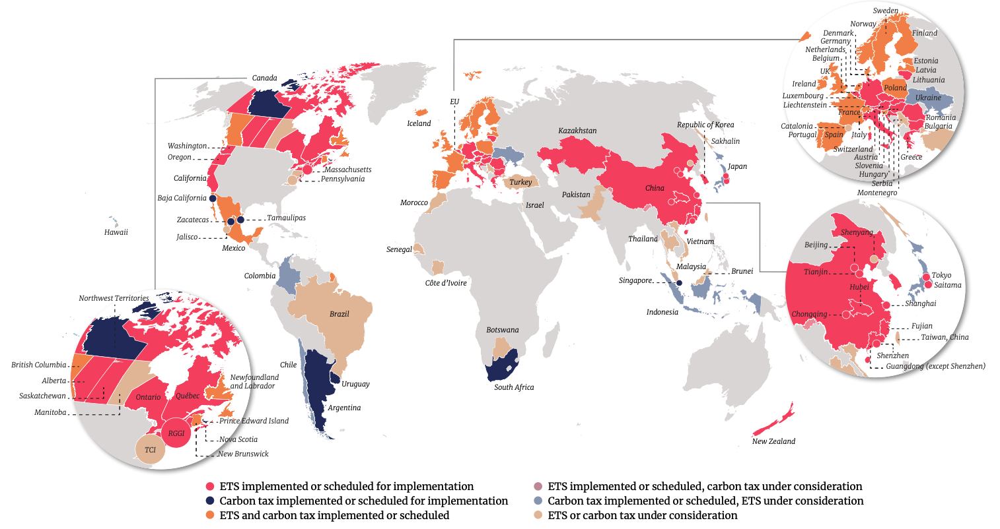 Canada
Washington
Oregon
California
Baja California
Zacatecas
Jalisco
Mexico
Tamaulipas
Massachusetts
Pennsylvania
Hawaii
Iceland
EU
Colombia
Brazil
Chile
Uruguay
Argentina
Morocco
Senegal
Côte d’Ivoire
Botswana
South Africa
Turkey
Israel
Kazakhstan
Pakistan
China
Republic of Korea
Sakhalin
Japan
Thailand
Vietnam
Malaysia
Brunei
Singapore
Indonesia
New Zealand
Sweden
Norway
Finland
Denmark
Germany
Netherlands
Belgium
UK
Ireland
Luxembourg
Liechtenstein
France
Catalonia
Portugal
Spain
Italy
Switzerland
Austria
Slovenia
Hungary
Serbia
Montenegro
Greece
Bulgaria
Romania
Ukraine
Poland
Lithuania
Latvia
Estonia
Shenyang
Beijing
Tianjin
Hubei
Chongqing
Tokyo
Saitama
Shanghai
Fujian
Taiwan, China
Shenzhen
Guangdong (except Shenzhen)
Northwest Territories
British Columbia
Alberta
Saskatchewan
Manitoba
Ontario
Québec
Newfoundland
and Labrador
Prince Edward Island
Nova Scotia
New Brunswick
RGGI
TCI
ETS implemented or scheduled for implementation
Carbon tax implemented or scheduled for implementation
ETS and carbon tax implemented or scheduled
ETS implemented or scheduled, carbon tax under consideration
Carbon tax implemented or scheduled, ETS under consideration
ETS or carbon tax under consideration